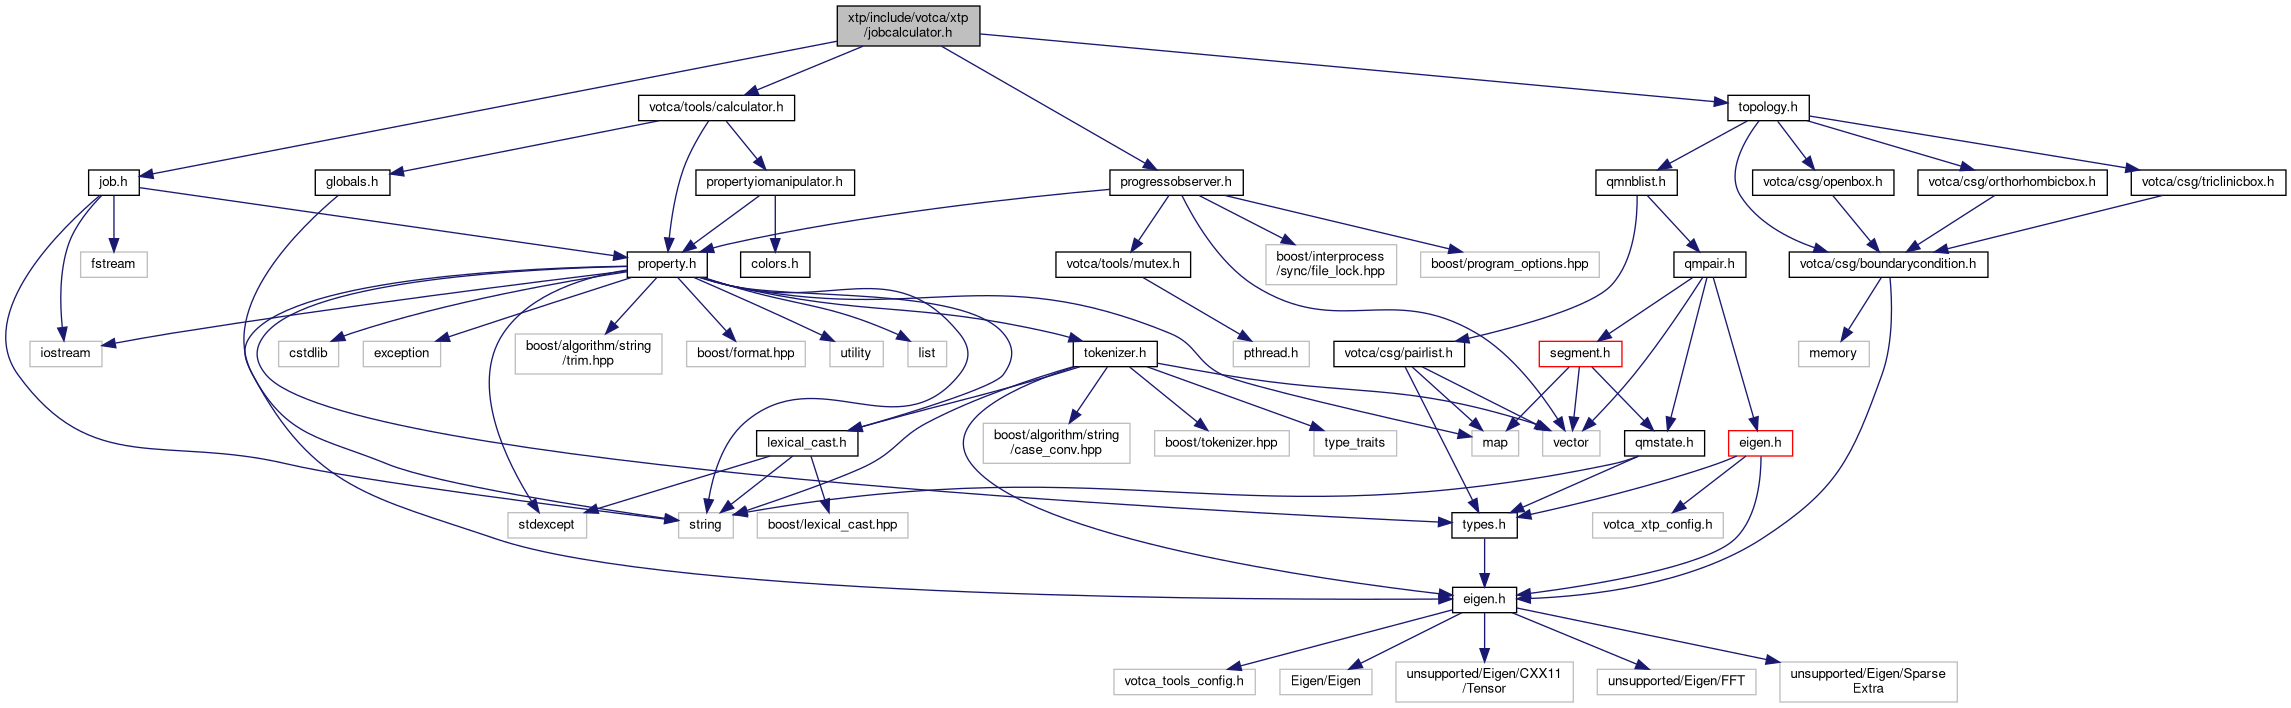 xtp/include/votca/xtp
/jobcalculator.h
votca/tools/calculator.h
topology.h
job.h
globals.h
propertyiomanipulator.h
progressobserver.h
qmnblist.h
votca/csg/openbox.h
votca/csg/orthorhombicbox.h
votca/csg/triclinicbox.h
fstream
property.h
colors.h
votca/tools/mutex.h
boost/interprocess
/sync/file_lock.hpp
boost/program_options.hpp
qmpair.h
votca/csg/boundarycondition.h
iostream
cstdlib
exception
boost/algorithm/string
/trim.hpp
boost/format.hpp
utility
list
tokenizer.h
pthread.h
votca/csg/pairlist.h
segment.h
memory
lexical_cast.h
boost/algorithm/string
/case_conv.hpp
boost/tokenizer.hpp
type_traits
map
vector
qmstate.h
eigen.h
stdexcept
string
boost/lexical_cast.hpp
types.h
votca_xtp_config.h
eigen.h
votca_tools_config.h
Eigen/Eigen
unsupported/Eigen/CXX11
/Tensor
unsupported/Eigen/FFT
unsupported/Eigen/Sparse
Extra